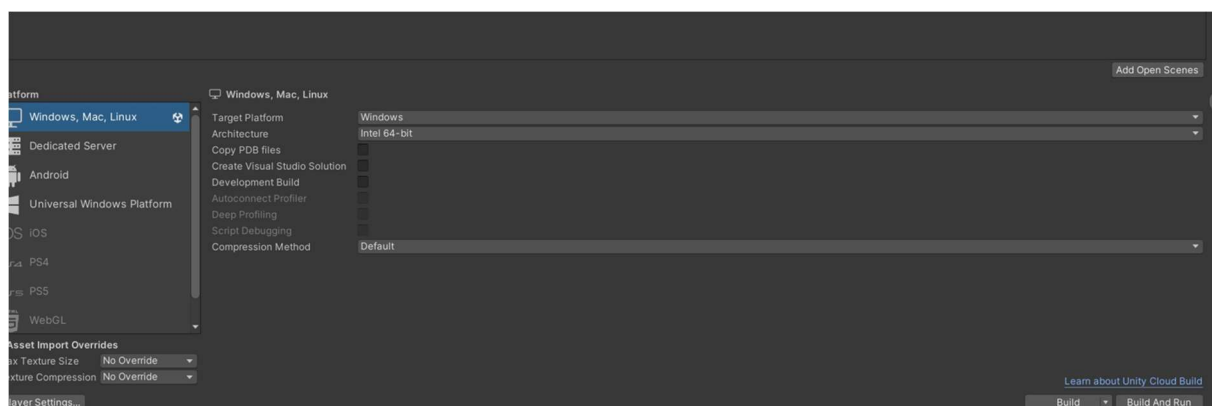 Add Open Scenes
atform
Windows, Mac, Linux
Dedicated Server
Android
Universal Windows Platform
iOS
PS4
PS5
WebGL
Asset Import Overrides
ax Texture Size No Override
xture Compression No Override
layer Settings...
Windows, Mac, Linux
Target Platform Windows
Architecture Intel 64-bit
Copy PDB files
Create Visual Studio Solution
Development Build
Autoconnect Profiler
Deep Profiling
Script Debugging
Compression Method Default
Learn about Unity Cloud Build
Build Build And Run